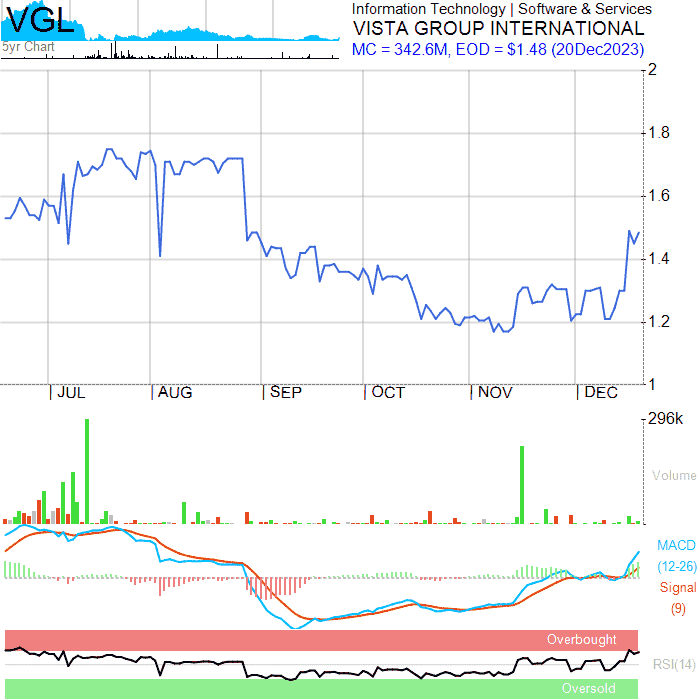 VGL
5yr Chart
Information Technology | Software & Services
VISTA GROUP INTERNATIONAL
MC = 342.6M, EOD = $1.48 (20Dec2023)
2
1.8
1.6
1.4
1.2
1
JUL AUG SEP OCT NOV DEC
296k
Volume
MACD
(12-26)
Signal
(9)
Overbought
RSI(14)
Oversold